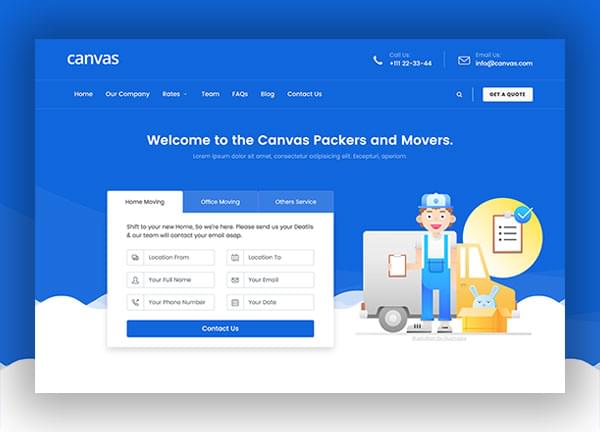 canvas
Call Us:
+111 22-33-44
Email Us:
info@canvas.com
Home Our Company Rates Team FAQs Blog Contact Us
GET A QUOTE
Welcome to the Canvas Packers and Movers.
Lorem ipsum dolor sit amet, consectetur adipisicing elit. Excepturi, aperiam.
Home Moving Office Moving Others Service
Shift to your new Home, So we're here. Please send us your Deatils
& our team will contact your email asap.
Location From Location To
Your Full Name Your Email
Your Phone Number Your Date
Contact Us